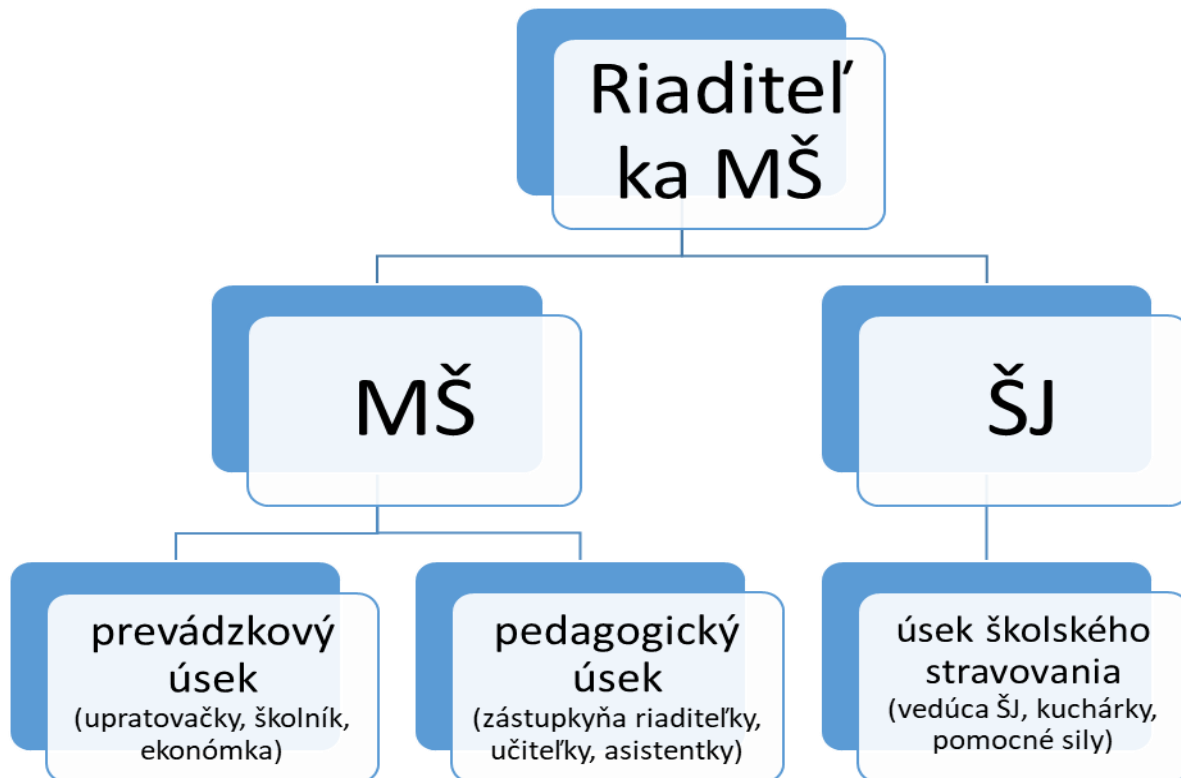 Riaditeľ
ka MŠ
MŠ
ŠJ
prevádzkový
úsek
(upratovačky, školník,
ekonómka)
pedagogický
úsek
(zástupkyňa riaditeľky,
učiteľky, asistentky)
úsek školského
stravovania
(vedúca ŠJ, kuchárky,
pomocné sily)